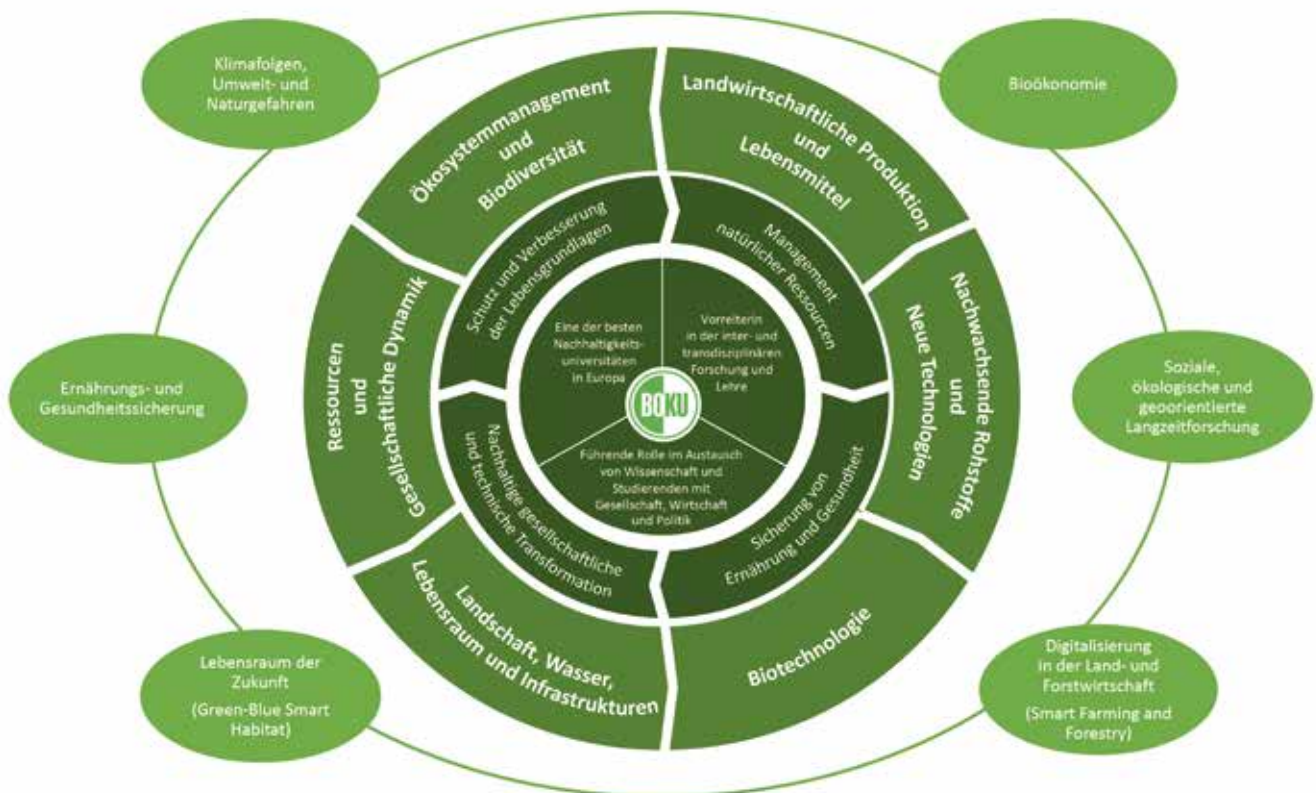 Klimafolgen,
Umwelt- und
Naturgefahren
Bioökonomie
Ernährungs- und
Gesundheitssicherung
Soziale,
ökologische und
geoorientierte
Langzeitforschung
Lebensraum der
Zukunft
(Green-Blue Smart
Habitat)
Digitalisierung
in der Land- und
Forstwirtschaft
(Smart Farming and
Forestry)
Ökosystemmanagement
und
Biodiversität
Landwirtschaftliche Produktion
und
Lebensmittel
Nachwachsende Rohstoffe
und
Neue Technologien
Biotechnologie
Landschaft, Wasser,
Lebensraum und Infrastrukturen
Ressourcen
und
Gesellschaftliche Dynamik
Schutz und Verbesserung
der Lebensgrundlagen
Management
natürlicher Ressourcen
Sicherung von
Ernährung und Gesundheit
Nachhaltige gesellschaftliche
und technische Transformation
Eine der besten
Nachhaltigkeits-
universitäten
in Europa
Vorreiterin
in der inter- und
transdisziplinären
Forschung und
Lehre
BOKU
Führende Rolle im Austausch
von Wissenschaft und
Studierenden mit
Gesellschaft, Wirtschaft
und Politik